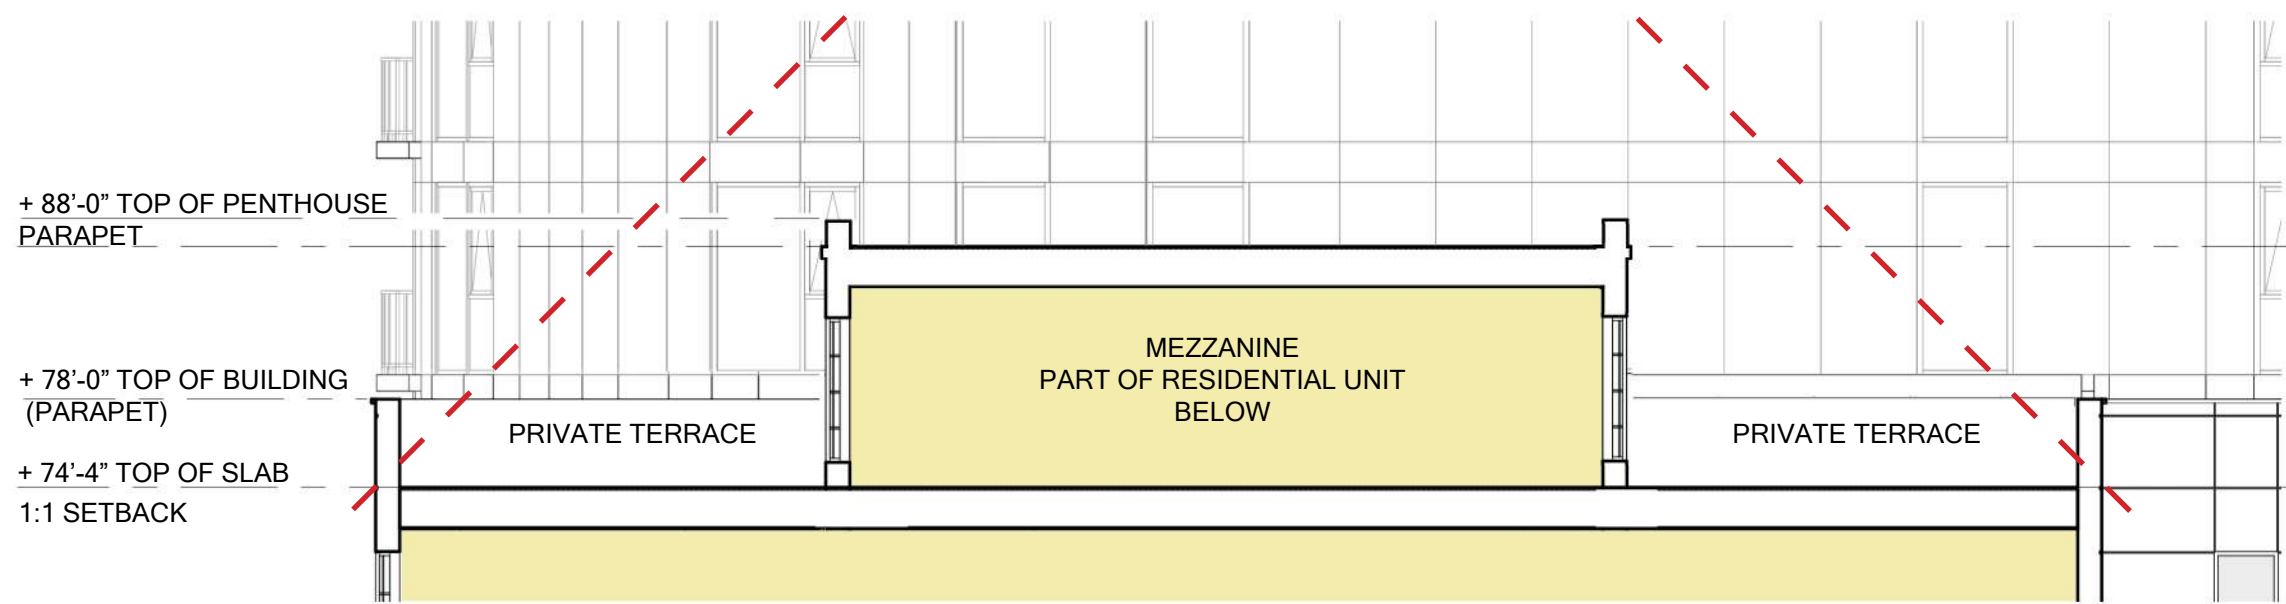 + 88’-0” TOP OF PENTHOUSE
PARAPET
+ 78’-0” TOP OF BUILDING
(PARAPET)
+ 74’-4” TOP OF SLAB
1:1 SETBACK
PRIVATE TERRACE
MEZZANINE
PART OF RESIDENTIAL UNIT
BELOW
PRIVATE TERRACE